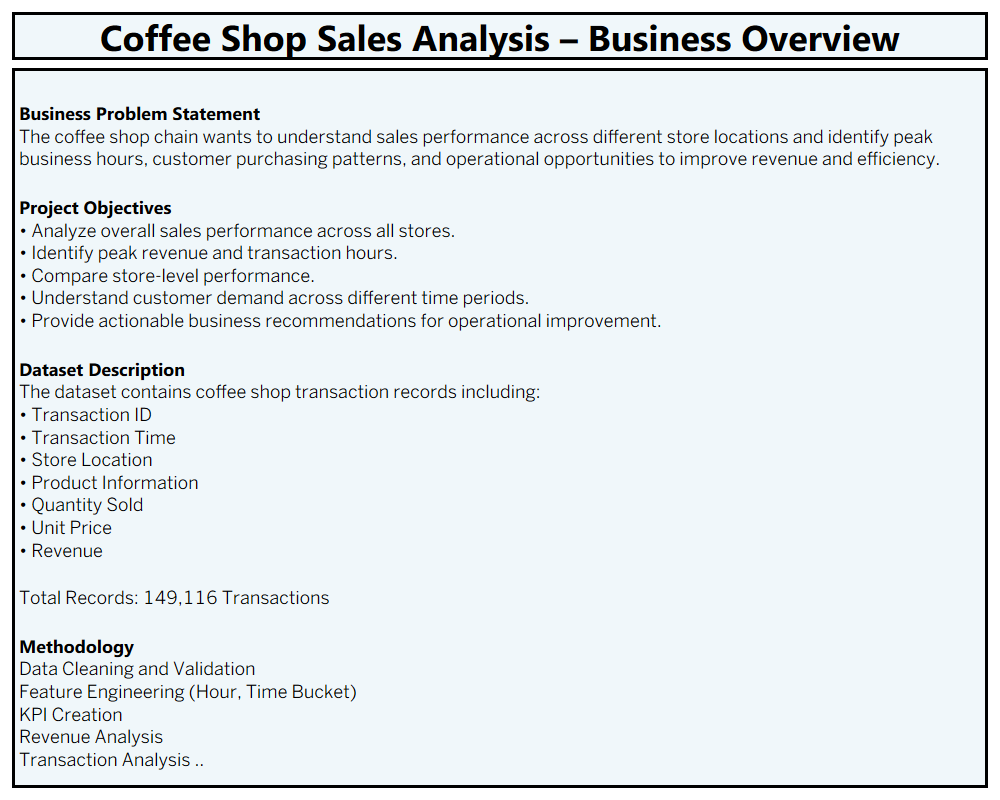 Coffee Shop Sales Analysis – Business Overview
Business Problem Statement
The coffee shop chain wants to understand sales performance across different store locations and identify peak
business hours, customer purchasing patterns, and operational opportunities to improve revenue and efficiency.
Project Objectives
• Analyze overall sales performance across all stores.
• Identify peak revenue and transaction hours.
• Compare store-level performance.
• Understand customer demand across different time periods.
• Provide actionable business recommendations for operational improvement.
Dataset Description
The dataset contains coffee shop transaction records including:
• Transaction ID
• Transaction Time
• Store Location
• Product Information
• Quantity Sold
• Unit Price
• Revenue
Total Records: 149,116 Transactions
Methodology
Data Cleaning and Validation
Feature Engineering (Hour, Time Bucket)
KPI Creation
Revenue Analysis
Transaction Analysis ..